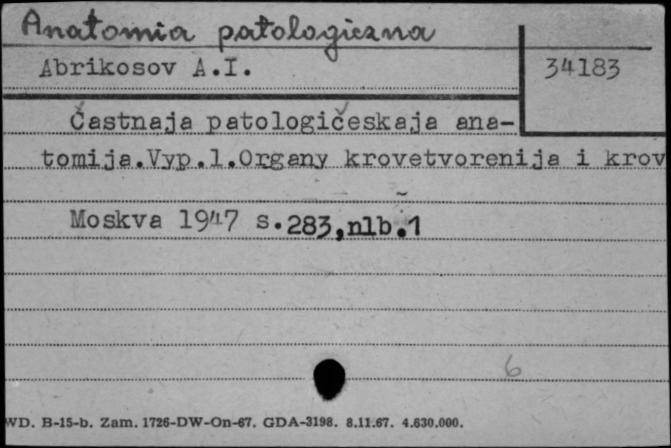 Anatomia patologiczna
Abrikosov A.I.
34183
Častnaja patologičeskaja ana-
tomija.Vyp.1.Organy krovetvorenija i krov
Moskva 1947 s.283,nlb.1
6
WD. B-15-b. Zam. 1726-DW-On-67. GDA-3198. 8.11.67. 4.630.000.